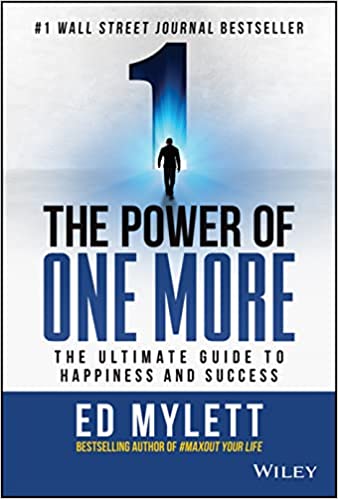 #1 WALL STREET JOURNAL BESTSELLER
1
THE POWER OF
ONE MORE
THE ULTIMATE GUIDE TO
HAPPINESS AND SUCCESS
ED MYLETT
BESTSELLING AUTHOR OF #MAXOUT YOUR LIFE
WILEY